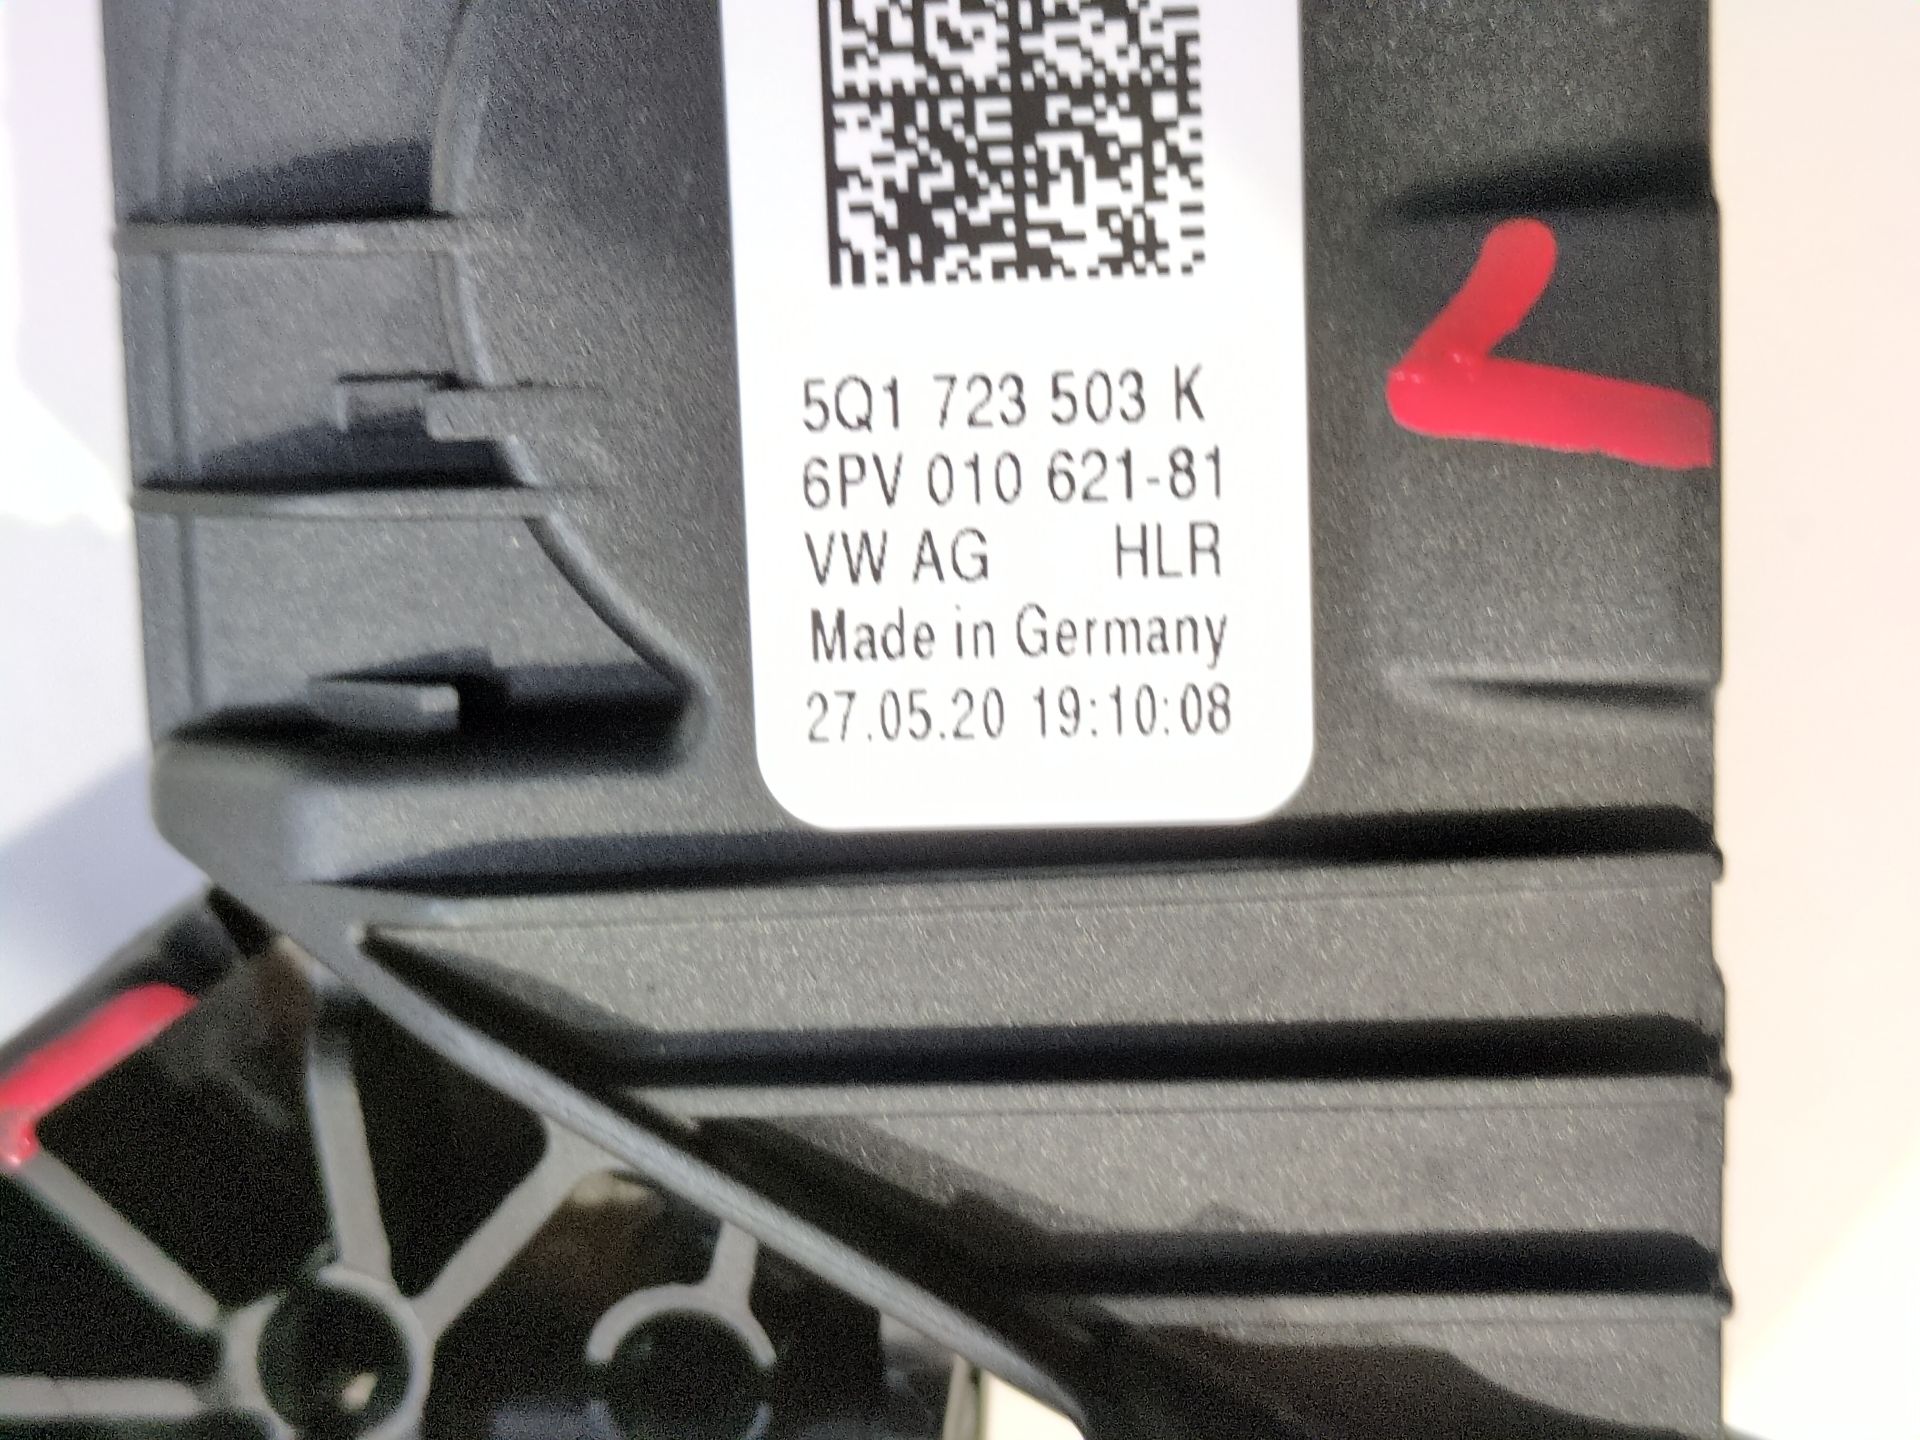 5Q1 723 503 K
6PV 010 621-81
VW AG HLR
Made in Germany
27.05.20 19:10:08